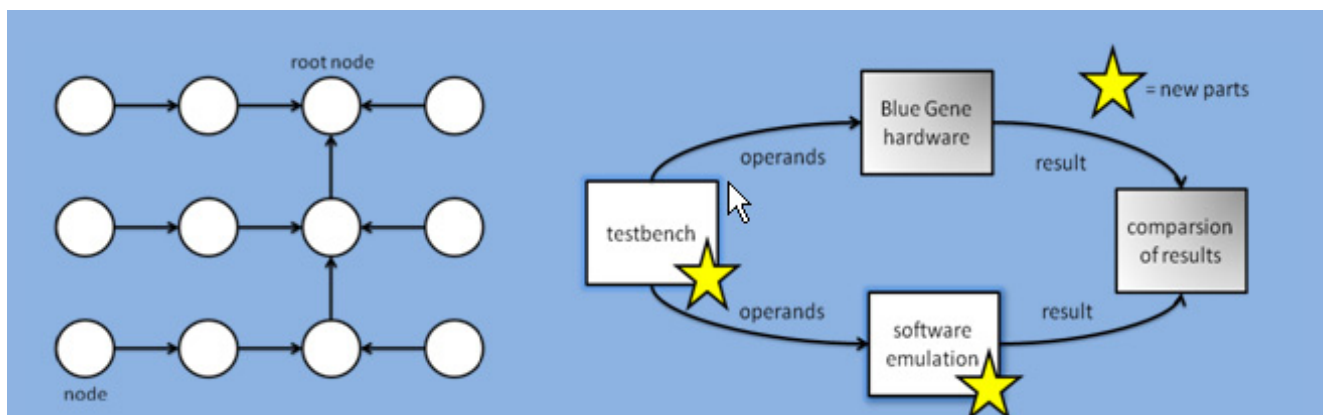 root node
node
Blue Gene
hardware
= new parts
operands
result
testbench
comparsion
of results
operands
result
software
emulation